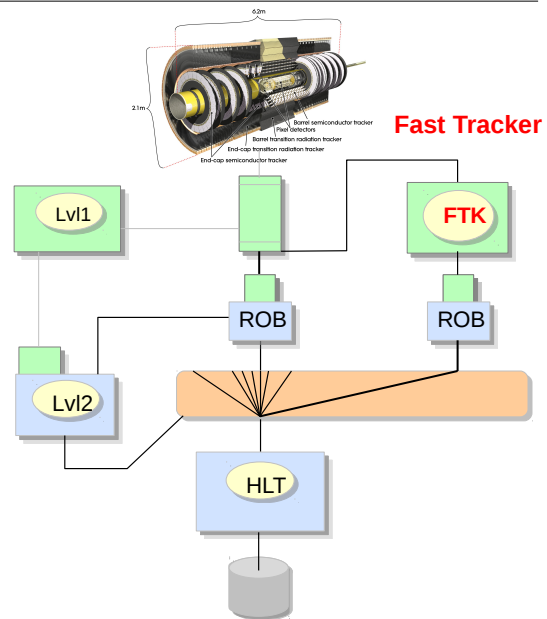 6.2m
2.1m
Barrel semiconductor tracker
Pixel detectors
Barrel transition radiation tracker
End-cap transition radiation tracker
End-cap semiconductor tracker
Fast Tracker
Lvl1
FTK
ROB
ROB
Lvl2
HLT